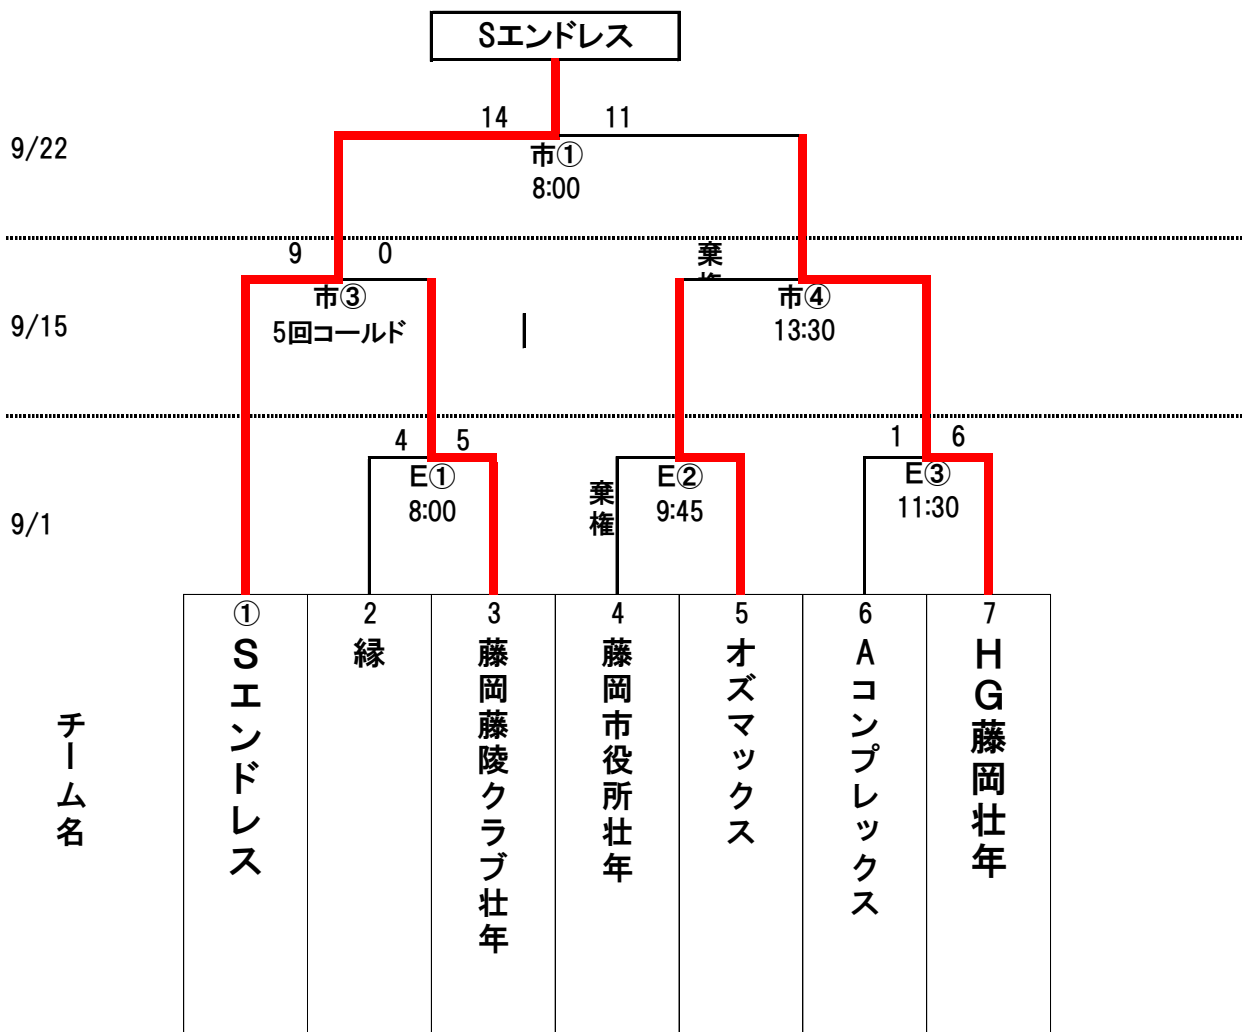 Sエンドレス
14 11
9/22
市①
8:00
9 0
棄
市③
市④
9/15
5回コールド
13:30
4 5
1 6
E①
E②
E③
8:00
棄権
9:45
11:30
9/1
① 2 3 4 5 6 7
チーム名
Sエンドレス
縁
藤岡藤陵クラブ壮年
藤岡市役所壮年
オズマックス
Aコンプレックス
HG藤岡壮年